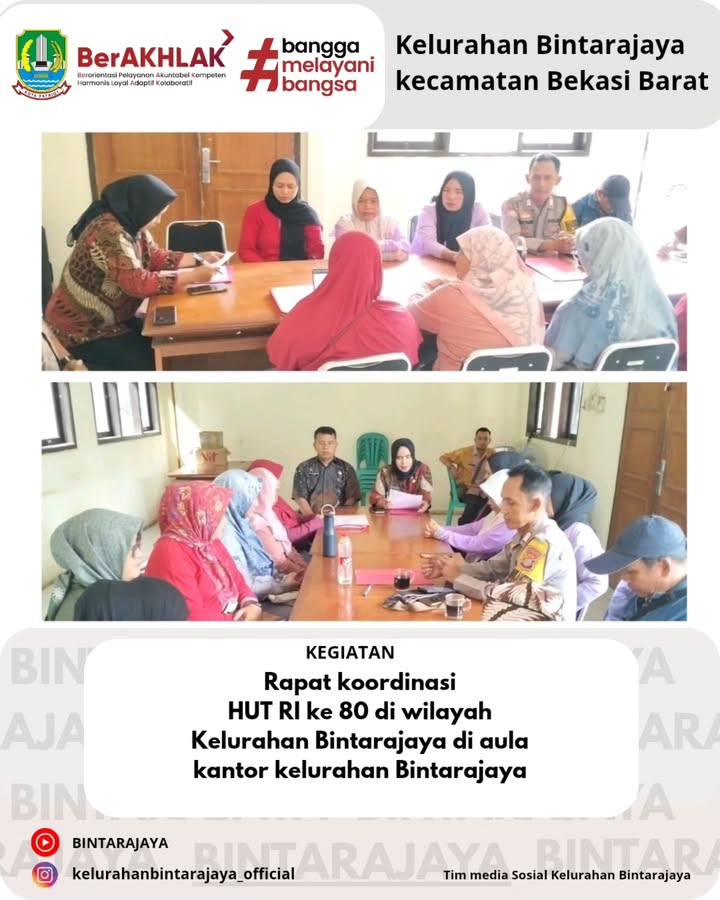 BerAKHLAK
Berorientasi Pelayanan Akuntabel Kompeten
Harmonis Loyal Adaptif Kolaboratif
#bangga
melayani
bangsa
Kelurahan Bintarajaya
kecamatan Bekasi Barat
KEGIATAN
Rapat koordinasi
HUT RI ke 80 di wilayah
Kelurahan Bintarajaya di aula
kantor kelurahan Bintarajaya
BINTARAJAYA
BINTARAJAYA
kelurahanbintarajaya_official
Tim media Sosial Kelurahan Bintarajaya